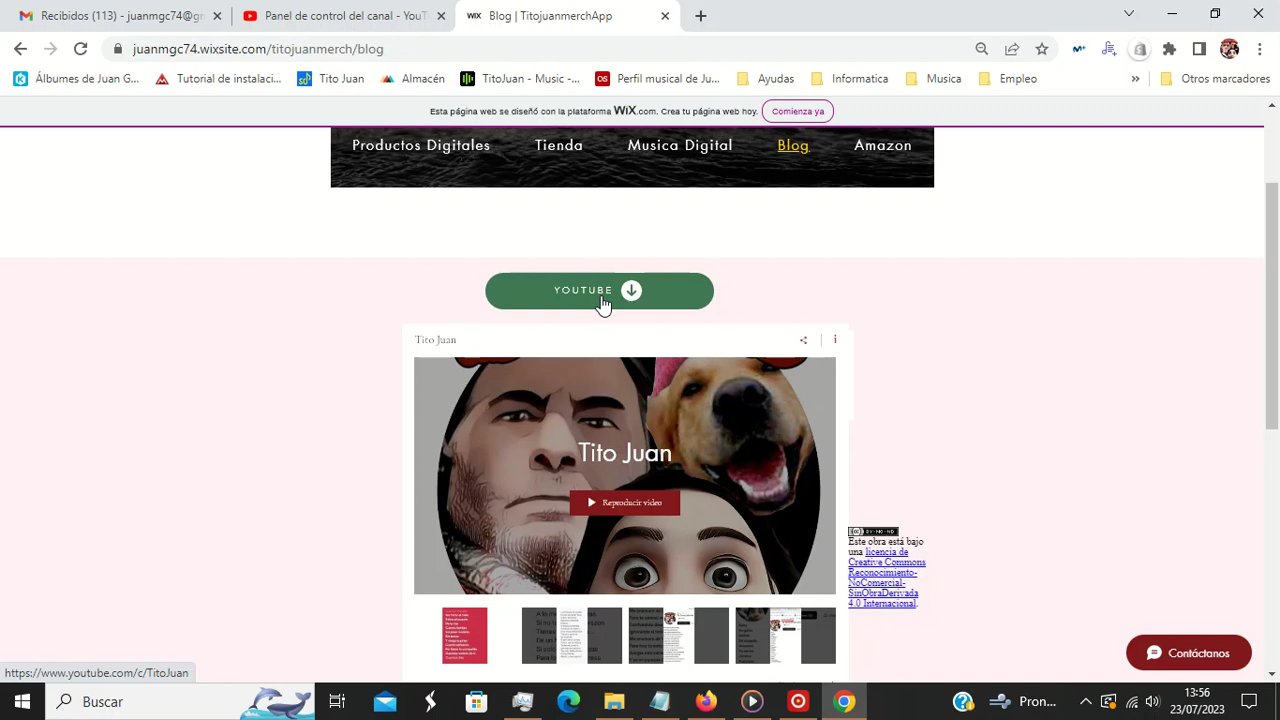 Recibidos (113) - juanmgc74@gn
Panel de control del canal - YouT
WiX Blog | TitojuanmerchApp
juanmgc74.wixsite.com/titojuanmerch/blog
Álbumes de Juan G...
Tutorial de instalaci...
Tito Juan
Almacén
TitoJuan - Music -...
Perfil musical de Ju...
Ayudas
Informatica
Musica
Empleo
»
Otros marcadores
Esta página web se diseñó con la plataforma WiX.com. Crea tu página web hoy.
Comienza ya
Productos Digitales
Tienda
Musica Digital
Blog
Amazon
YOUTUBE
Tito Juan
Tito Juan
Reproducir video
Este obra está bajo
una licencia de
Creative Commons
Reconocimiento-
NoComercial-
SinObraDerivada
4.0 Internacional.
Contáctanos
https://www.youtube.com/c/TitoJuan
Buscar
Pron...
13:56
23/07/2023